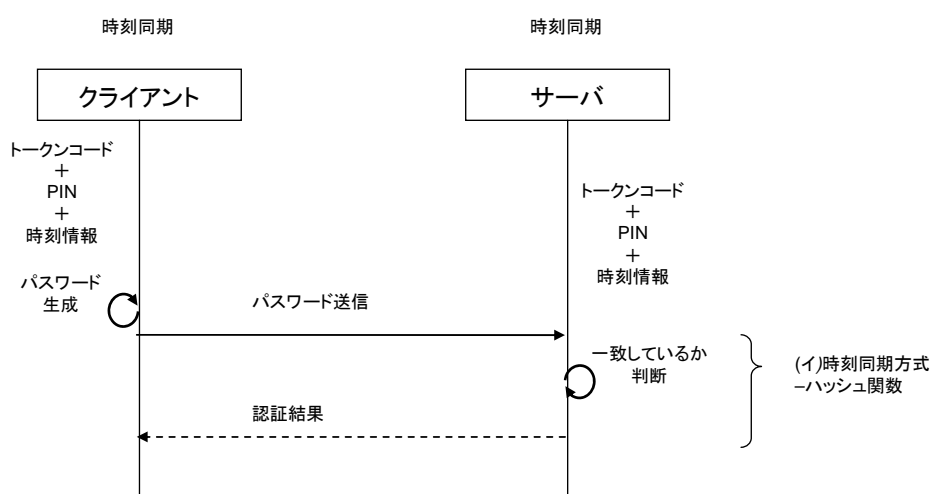 時刻同期
時刻同期
クライアント
サーバ
トークンコード
＋
PIN
＋
時刻情報
トークンコード
＋
PIN
＋
時刻情報
パスワード
生成
パスワード送信
一致しているか
判断
(イ)時刻同期方式
–ハッシュ関数
認証結果